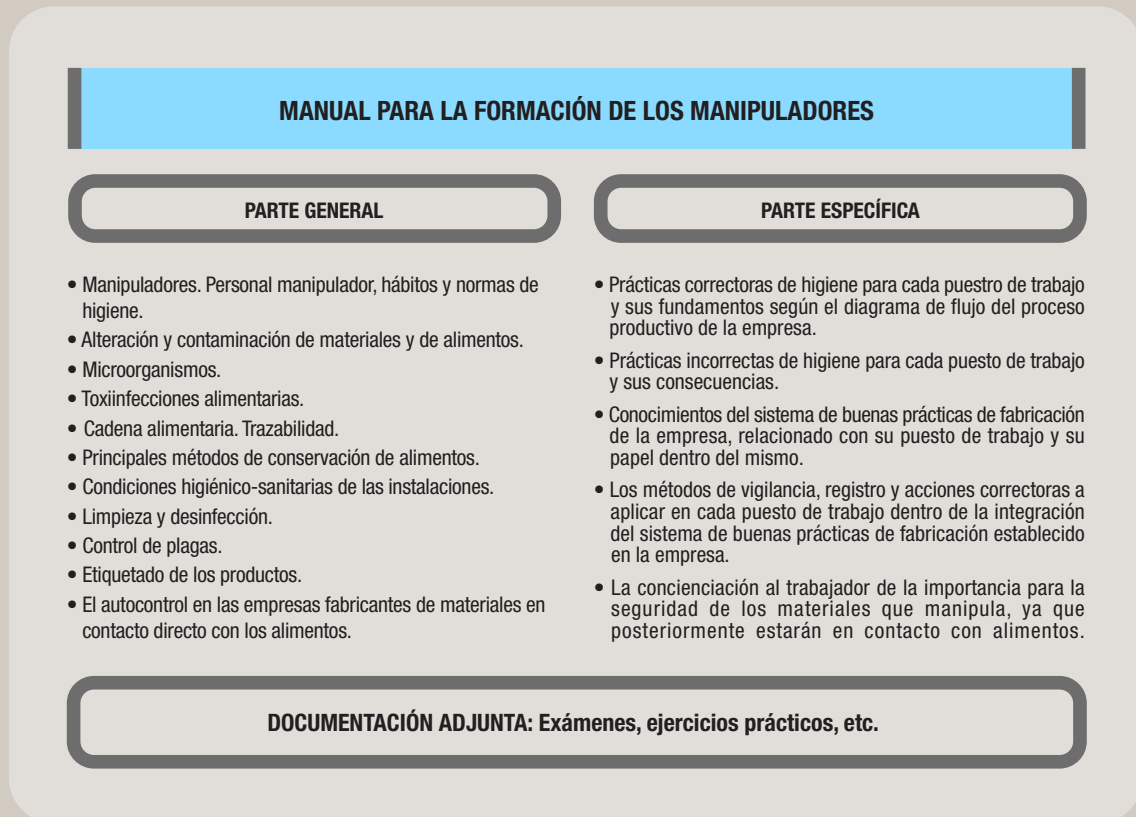 MANUAL PARA LA FORMACIÓN DE LOS MANIPULADORES
PARTE GENERAL
• Manipuladores. Personal manipulador, hábitos y normas de
higiene.
• Alteración y contaminación de materiales y de alimentos.
• Microorganismos.
• Toxiinfecciones alimentarias.
• Cadena alimentaria. Trazabilidad.
• Principales métodos de conservación de alimentos.
• Condiciones higiénico-sanitarias de las instalaciones.
• Limpieza y desinfección.
• Control de plagas.
• Etiquetado de los productos.
• El autocontrol en las empresas fabricantes de materiales en
contacto directo con los alimentos.
PARTE ESPECÍFICA
• Prácticas correctoras de higiene para cada puestro de trabajo
y sus fundamentos según el diagrama de flujo del proceso
productivo de la empresa.
• Prácticas incorrectas de higiene para cada puesto de trabajo
y sus consecuencias.
• Conocimientos del sistema de buenas prácticas de fabricación
de la empresa, relacionado con su puesto de trabajo y su
papel dentro del mismo.
• Los métodos de vigilancia, registro y acciones correctoras a
aplicar en cada puesto de trabajo dentro de la integración
del sistema de buenas prácticas de fabricación establecido
en la empresa.
• La concienciación al trabajador de la importancia para la
seguridad de los materiales que manipula, ya que
posteriormente estarán en contacto con alimentos.
DOCUMENTACIÓN ADJUNTA: Exámenes, ejercicios prácticos, etc.